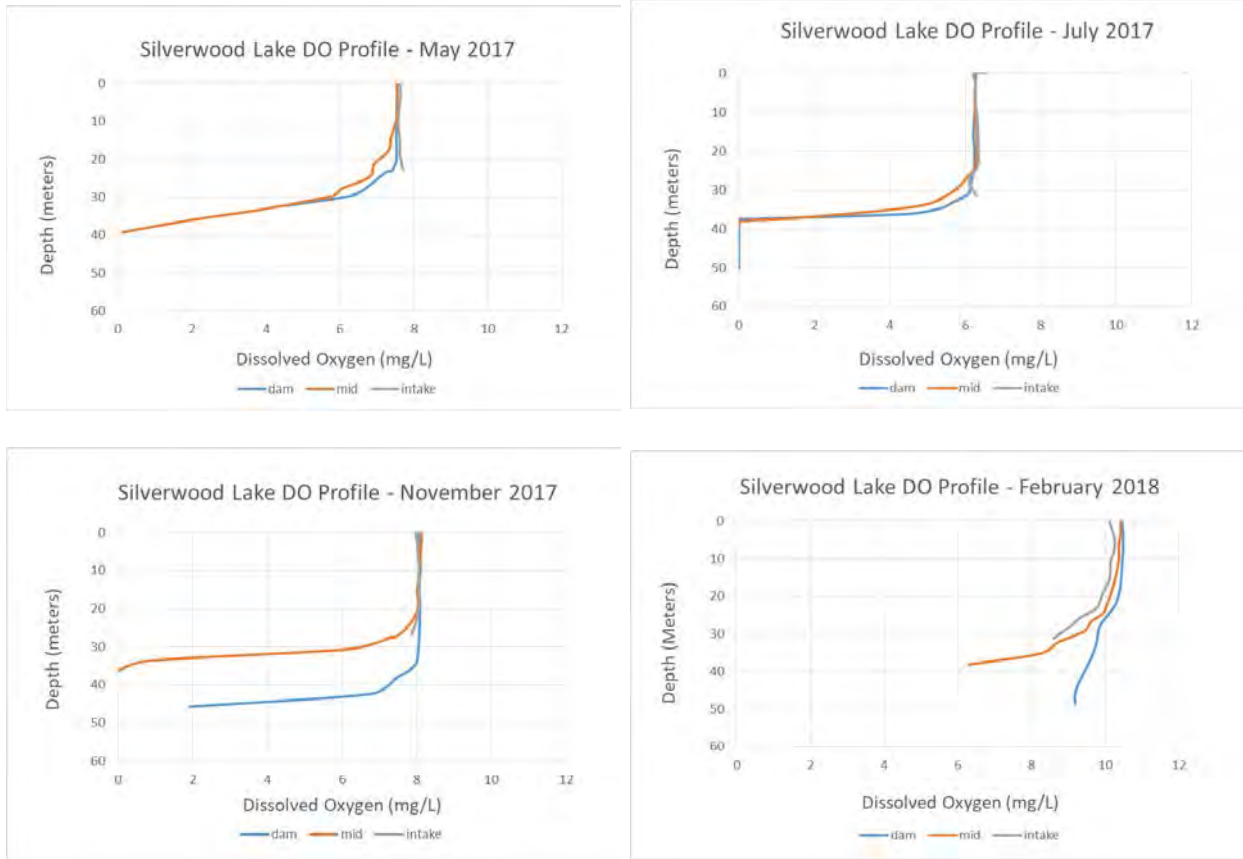 Silverwood Lake DO Profile - May 2017
0
10
20
30
40
50
60
Depth (meters)
0 2 4 6 8 10 12
Dissolved Oxygen (mg/L)
dam mid intake
Silverwood Lake DO Profile - July 2017
0
10
20
30
40
50
60
Depth (meters)
0 2 4 6 8 10 12
Dissolved Oxygen (mg/L)
dam mid intake
Silverwood Lake DO Profile - November 2017
0
10
20
30
40
50
60
Depth (meters)
0 2 4 6 8 10 12
Dissolved Oxygen (mg/L)
dam mid intake
Silverwood Lake DO Profile - February 2018
0
10
20
30
40
50
60
Depth (Meters)
0 2 4 6 8 10 12
Dissolved Oxygen (mg/L)
dam mid intake